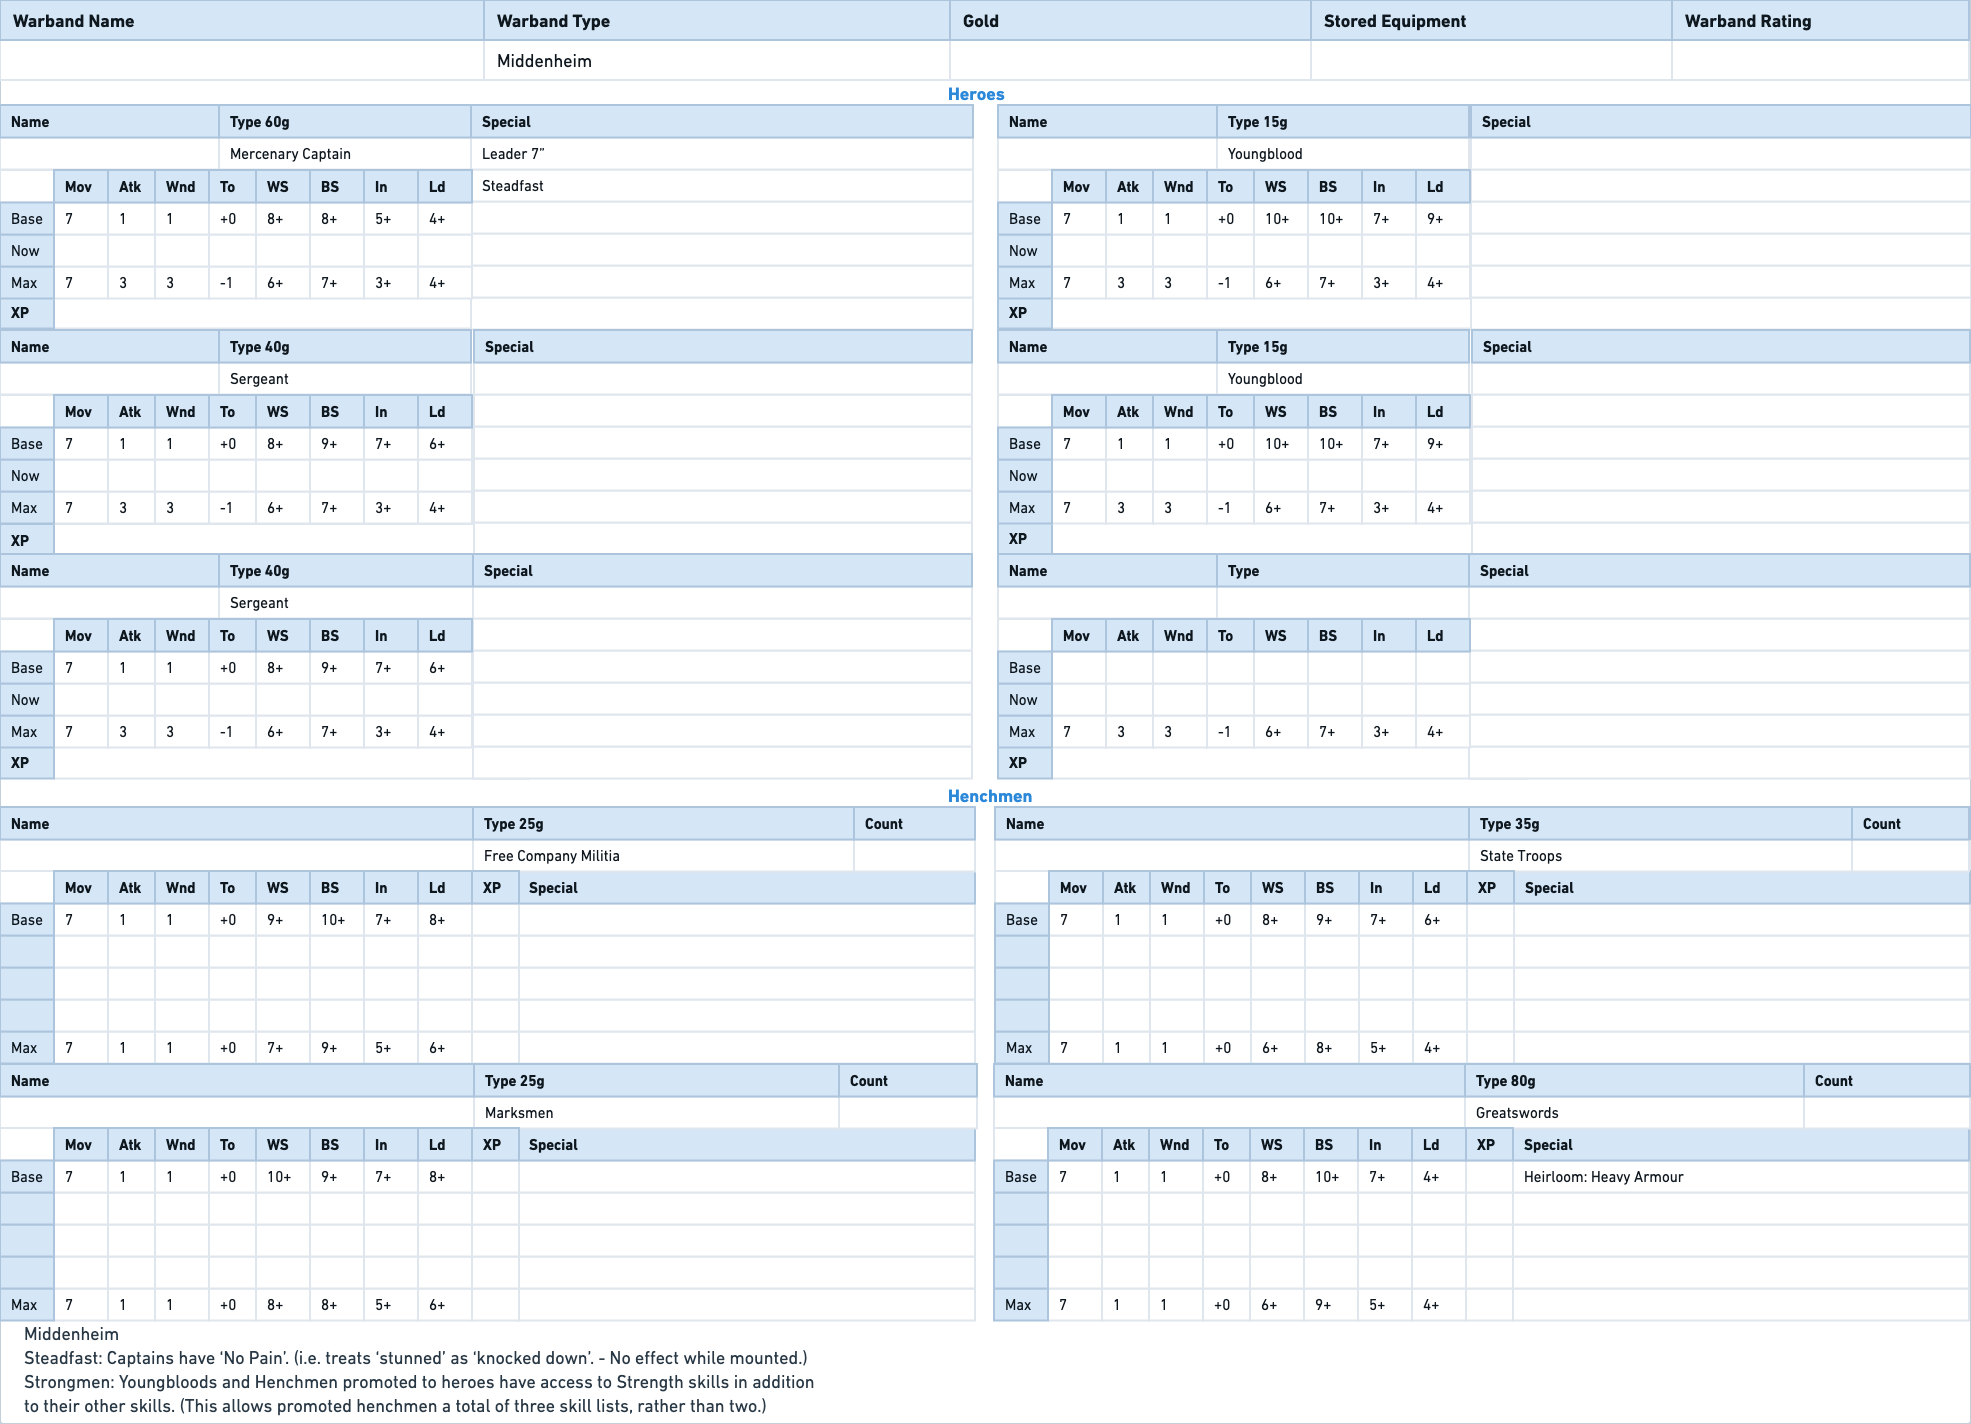 Warband Name Warband Type Gold Stored Equipment Warband Rating
Middenheim
Heroes
Name Type 60g Special
Mercenary Captain Leader 7”
Mov Atk Wnd To WS BS In Ld Steadfast
Base 7 1 1 +0 8+ 8+ 5+ 4+
Now
Max 7 3 3 -1 6+ 7+ 3+ 4+
XP
Name Type 15g Special
Youngblood
Mov Atk Wnd To WS BS In Ld
Base 7 1 1 +0 10+ 10+ 7+ 9+
Now
Max 7 3 3 -1 6+ 7+ 3+ 4+
XP
Name Type 40g Special
Sergeant
Mov Atk Wnd To WS BS In Ld
Base 7 1 1 +0 8+ 9+ 7+ 6+
Now
Max 7 3 3 -1 6+ 7+ 3+ 4+
XP
Name Type 15g Special
Youngblood
Mov Atk Wnd To WS BS In Ld
Base 7 1 1 +0 10+ 10+ 7+ 9+
Now
Max 7 3 3 -1 6+ 7+ 3+ 4+
XP
Name Type 40g Special
Sergeant
Mov Atk Wnd To WS BS In Ld
Base 7 1 1 +0 8+ 9+ 7+ 6+
Now
Max 7 3 3 -1 6+ 7+ 3+ 4+
XP
Name Type Special
Mov Atk Wnd To WS BS In Ld
Base
Now
Max 7 3 3 -1 6+ 7+ 3+ 4+
XP
Henchmen
Name Type 25g Count
Free Company Militia
Mov Atk Wnd To WS BS In Ld XP Special
Base 7 1 1 +0 9+ 10+ 7+ 8+
Max 7 1 1 +0 7+ 9+ 5+ 6+
Name Type 35g Count
State Troops
Mov Atk Wnd To WS BS In Ld XP Special
Base 7 1 1 +0 8+ 9+ 7+ 6+
Max 7 1 1 +0 6+ 8+ 5+ 4+
Name Type 25g Count
Marksmen
Mov Atk Wnd To WS BS In Ld XP Special
Base 7 1 1 +0 10+ 9+ 7+ 8+
Max 7 1 1 +0 8+ 8+ 5+ 6+
Name Type 80g Count
Greatswords
Mov Atk Wnd To WS BS In Ld XP Special
Base 7 1 1 +0 8+ 10+ 7+ 4+ Heirloom: Heavy Armour
Max 7 1 1 +0 6+ 9+ 5+ 4+
Middenheim
Steadfast: Captains have ‘No Pain’. (i.e. treats ‘stunned’ as ‘knocked down’. - No effect while mounted.)
Strongmen: Youngbloods and Henchmen promoted to heroes have access to Strength skills in addition
to their other skills. (This allows promoted henchmen a total of three skill lists, rather than two.)